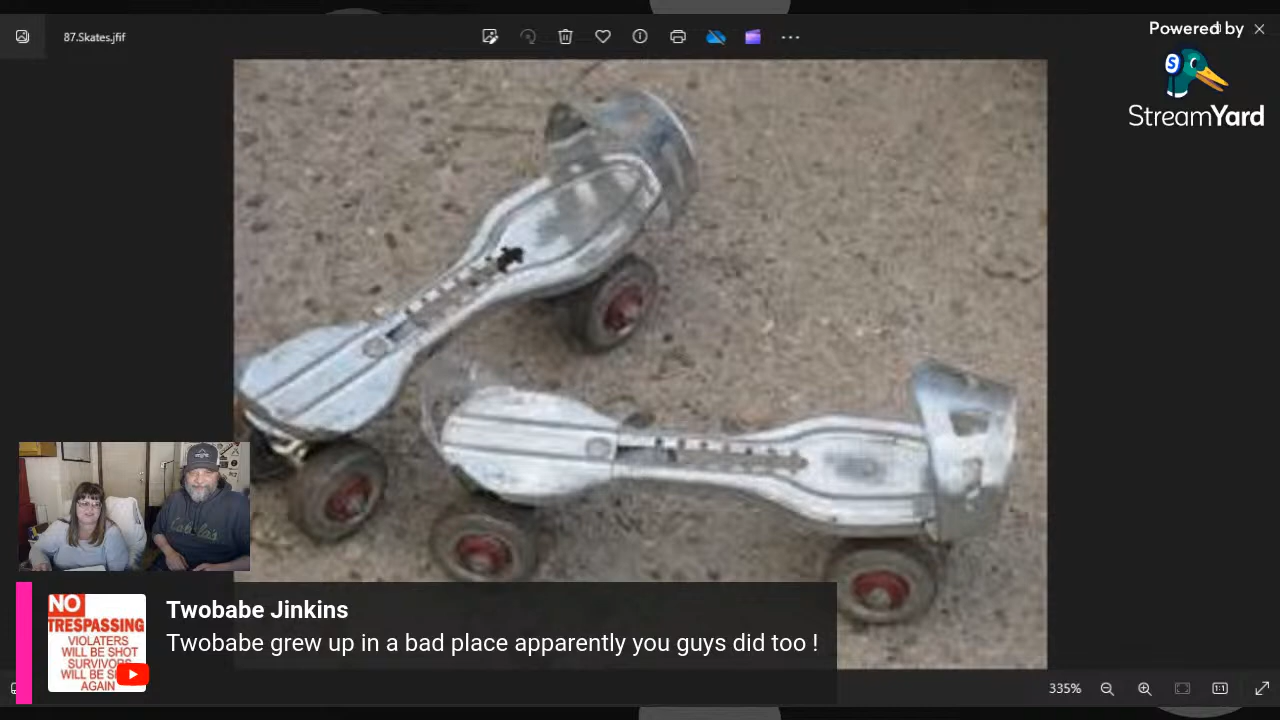 87.Skates.jfif
Powered by
StreamYard
NO
TRESPASSING
VIOLATERS
WILL BE SHOT
SURVIVORS
WILL BE
AGAIN
Twobabe Jinkins
Twobabe grew up in a bad place apparently you guys did too !
335%